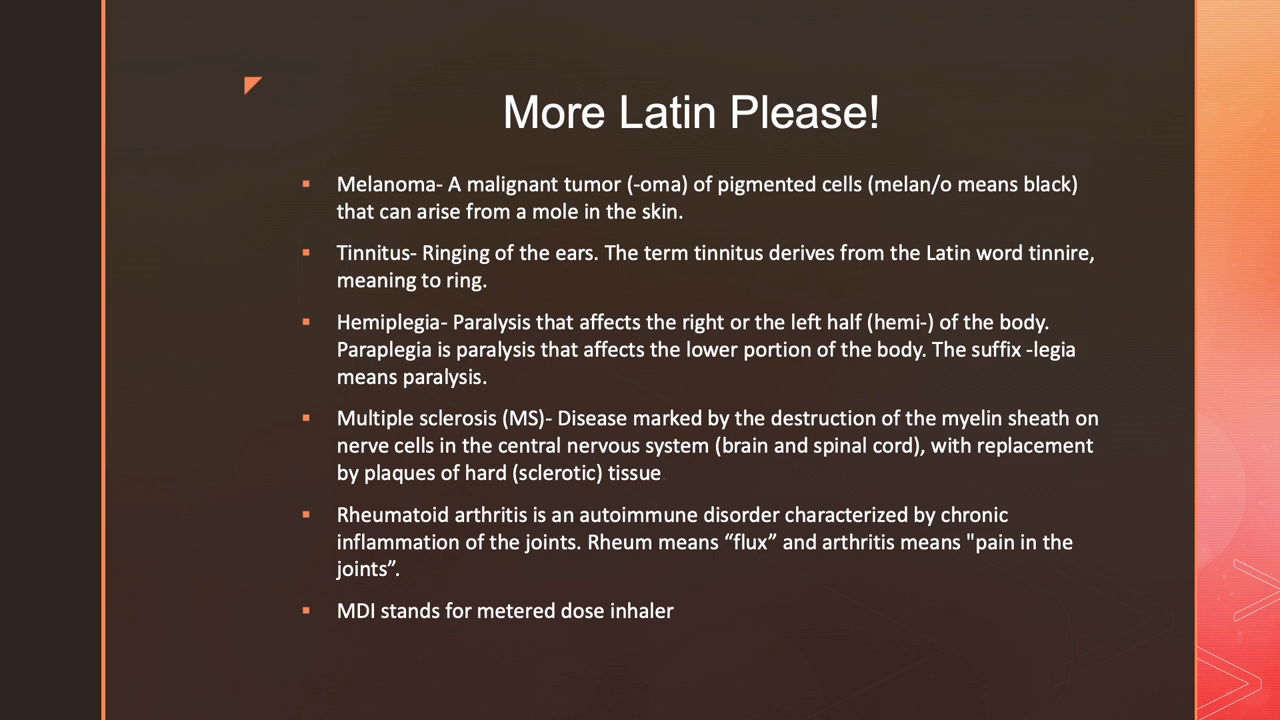 More Latin Please!
Melanoma- A malignant tumor (-oma) of pigmented cells (melan/o means black)
that can arise from a mole in the skin.
Tinnitus- Ringing of the ears. The term tinnitus derives from the Latin word tinnire,
meaning to ring.
Hemiplegia- Paralysis that affects the right or the left half (hemi-) of the body.
Paraplegia is paralysis that affects the lower portion of the body. The suffix -legia
means paralysis.
Multiple sclerosis (MS)- Disease marked by the destruction of the myelin sheath on
nerve cells in the central nervous system (brain and spinal cord), with replacement
by plaques of hard (sclerotic) tissue
Rheumatoid arthritis is an autoimmune disorder characterized by chronic
inflammation of the joints. Rheum means “flux” and arthritis means "pain in the
joints”.
MDI stands for metered dose inhaler